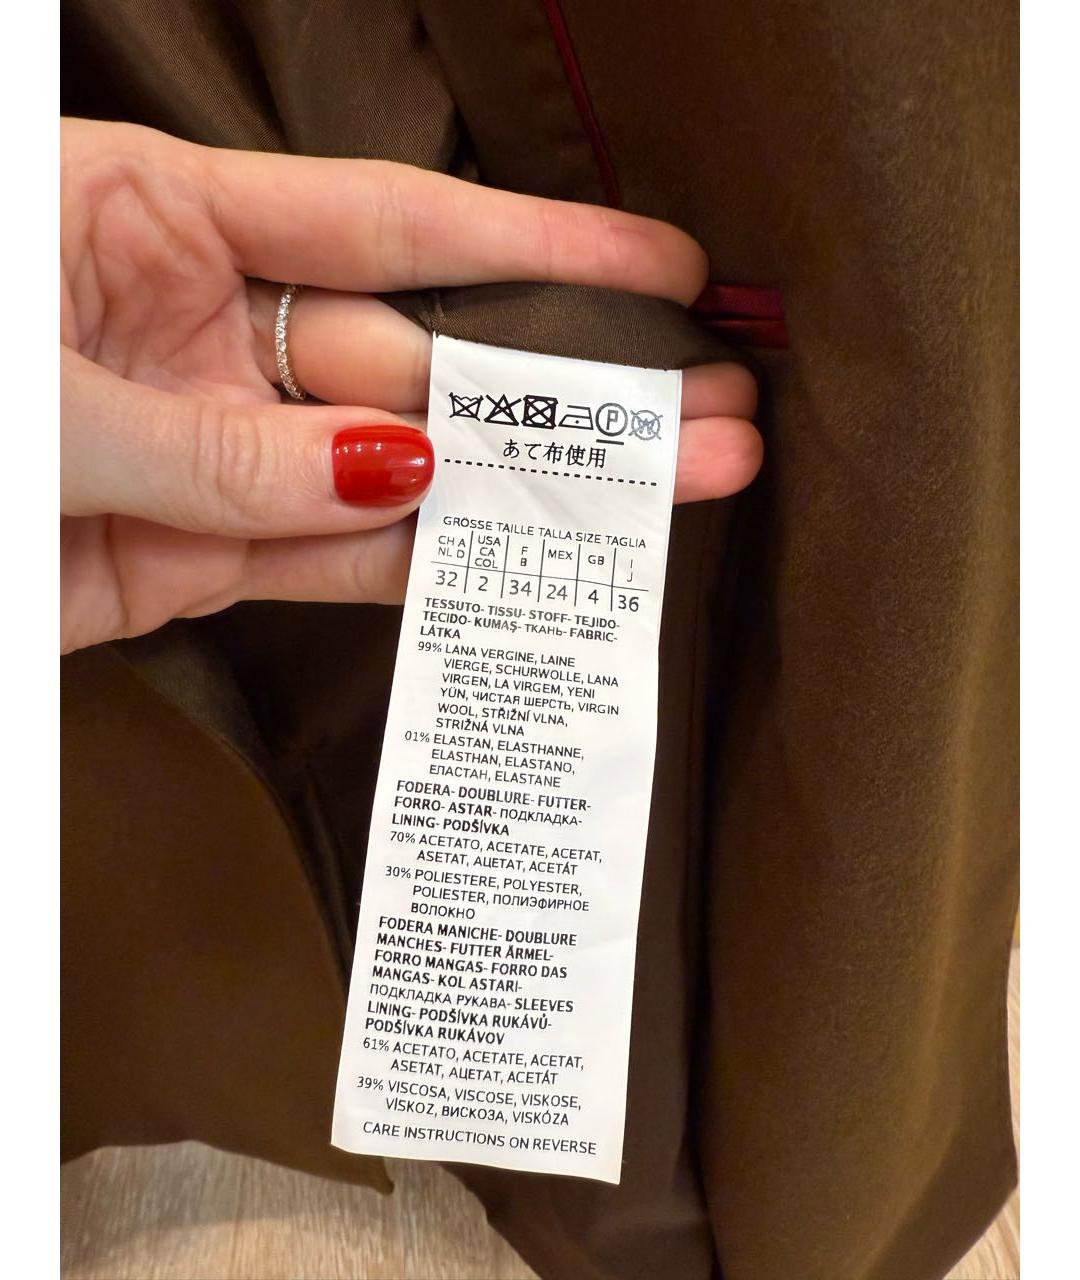 P W
あて布使用
GRÖSSE TAILLE TALLA SIZE TAGLIA
CH A NL D USA CA COL F B MEX GB I J
32 2 34 24 4 36
TESSUTO- TISSU- STOFF- TEJIDO-
TECIDO- KUMAŞ- ТКАНЬ- FABRIC-
LÁTKA
99% LANA VERGINE, LAINE
VIERGE, SCHURWOLLE, LANA
VIRGEN, LA VIRGEM, YENI
YÜN, ЧИСТАЯ ШЕРСТЬ, VIRGIN
WOOL, STŘIŽNÍ VLNA,
STRIŽNÁ VLNA
01% ELASTAN, ELASTHANNE,
ELASTHAN, ELASTANO,
ЕПАСТАН, ELASTANE
FODERA- DOUBLURE- FUTTER-
FORRO- ASTAR- ПОДКЛАДКА-
LINING- PODŠÍVKA
70% ACETATO, ACETATE, ACETAT,
ASETAT, АЦЕТАТ, ACETÁT
30% POLIESTERE, POLYESTER,
POLIESTER, ПОЛИЭФИРНОЕ
ВОЛОКНО
FODERA MANICHE- DOUBLURE
MANCHES- FUTTER ÄRMEL-
FORRO MANGAS- FORRO DAS
MANGAS- KOL ASTARI-
ПОДКЛАДКА РУКАВА- SLEEVES
LINING- PODŠÍVKA RUKÁVŮ-
PODŠÍVKA RUKÁVOV
61% ACETATO, ACETATE, ACETAT,
ASETAT, АЦЕТАТ, ACETÁT
39% VISCOSA, VISCOSE, VISKOSE,
VİSKOZ, ВИСКОЗА, VISKÓZA
CARE INSTRUCTIONS ON REVERSE